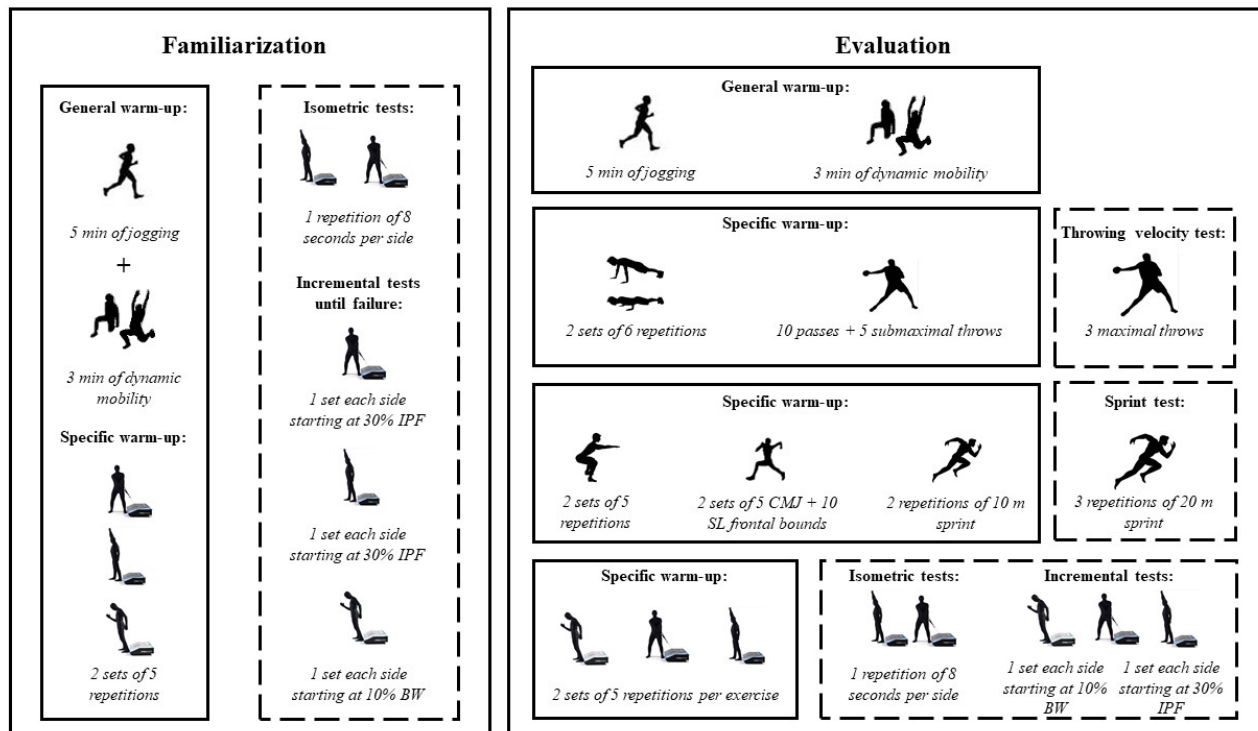 Familiarization
General warm-up:
5 min of jogging
+
3 min of dynamic
mobility
Specific warm-up:
2 sets of 5
repetitions
Isometric tests:
1 repetition of 8
seconds per side
Incremental tests
until failure:
1 set each side
starting at 30% IPF
1 set each side
starting at 30% IPF
1 set each side
starting at 10% BW
Evaluation
General warm-up:
5 min of jogging
3 min of dynamic mobility
Specific warm-up:
2 sets of 6 repetitions
10 passes + 5 submaximal throws
Throwing velocity test:
3 maximal throws
Specific warm-up:
2 sets of 5
repetitions
2 sets of 5 CMJ + 10
SL frontal bounds
2 repetitions of 10 m
sprint
Sprint test:
3 repetitions of 20 m
sprint
Specific warm-up:
2 sets of 5 repetitions per exercise
Isometric tests:
1 repetition of 8
seconds per side
Incremental tests:
1 set each side
starting at 10%
BW
1 set each side
starting at 30%
IPF